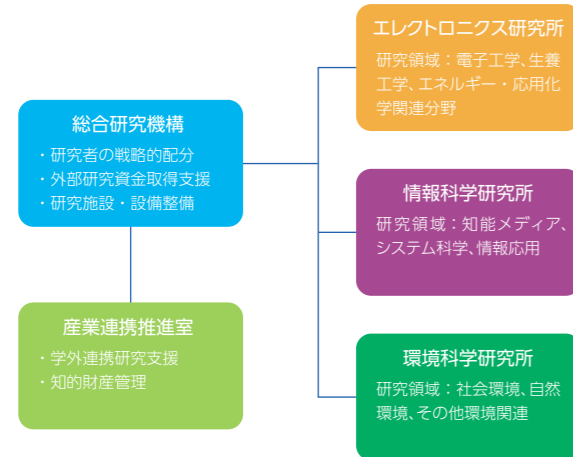 総合研究機構
・研究者の戦略的配分
・外部研究資金取得支援
・研究施設・設備整備
産業連携推進室
・学外連携研究支援
・知的財産管理
エレクトロニクス研究所
研究領域：電子工学、生養
工学、エネルギー・応用化
学関連分野
情報科学研究所
研究領域：知能メディア、
システム科学、情報応用
環境科学研究所
研究領域：社会環境、自然
環境、その他環境関連